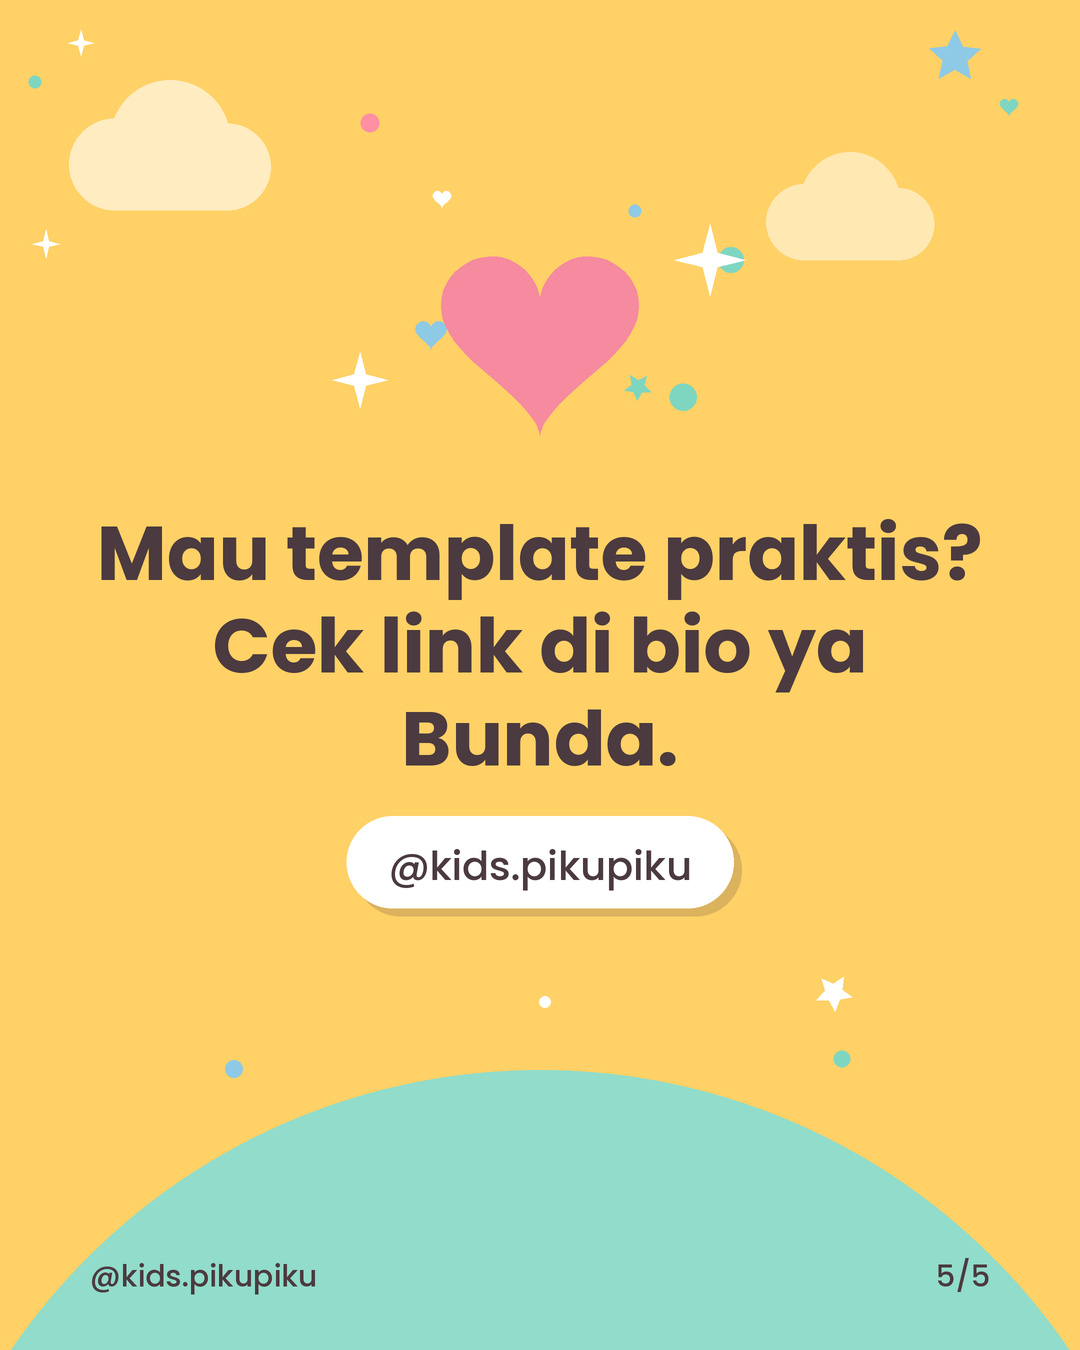 Mau template praktis?
Cek link di bio ya
Bunda.
@kids.pikupiku
@kids.pikupiku
5/5